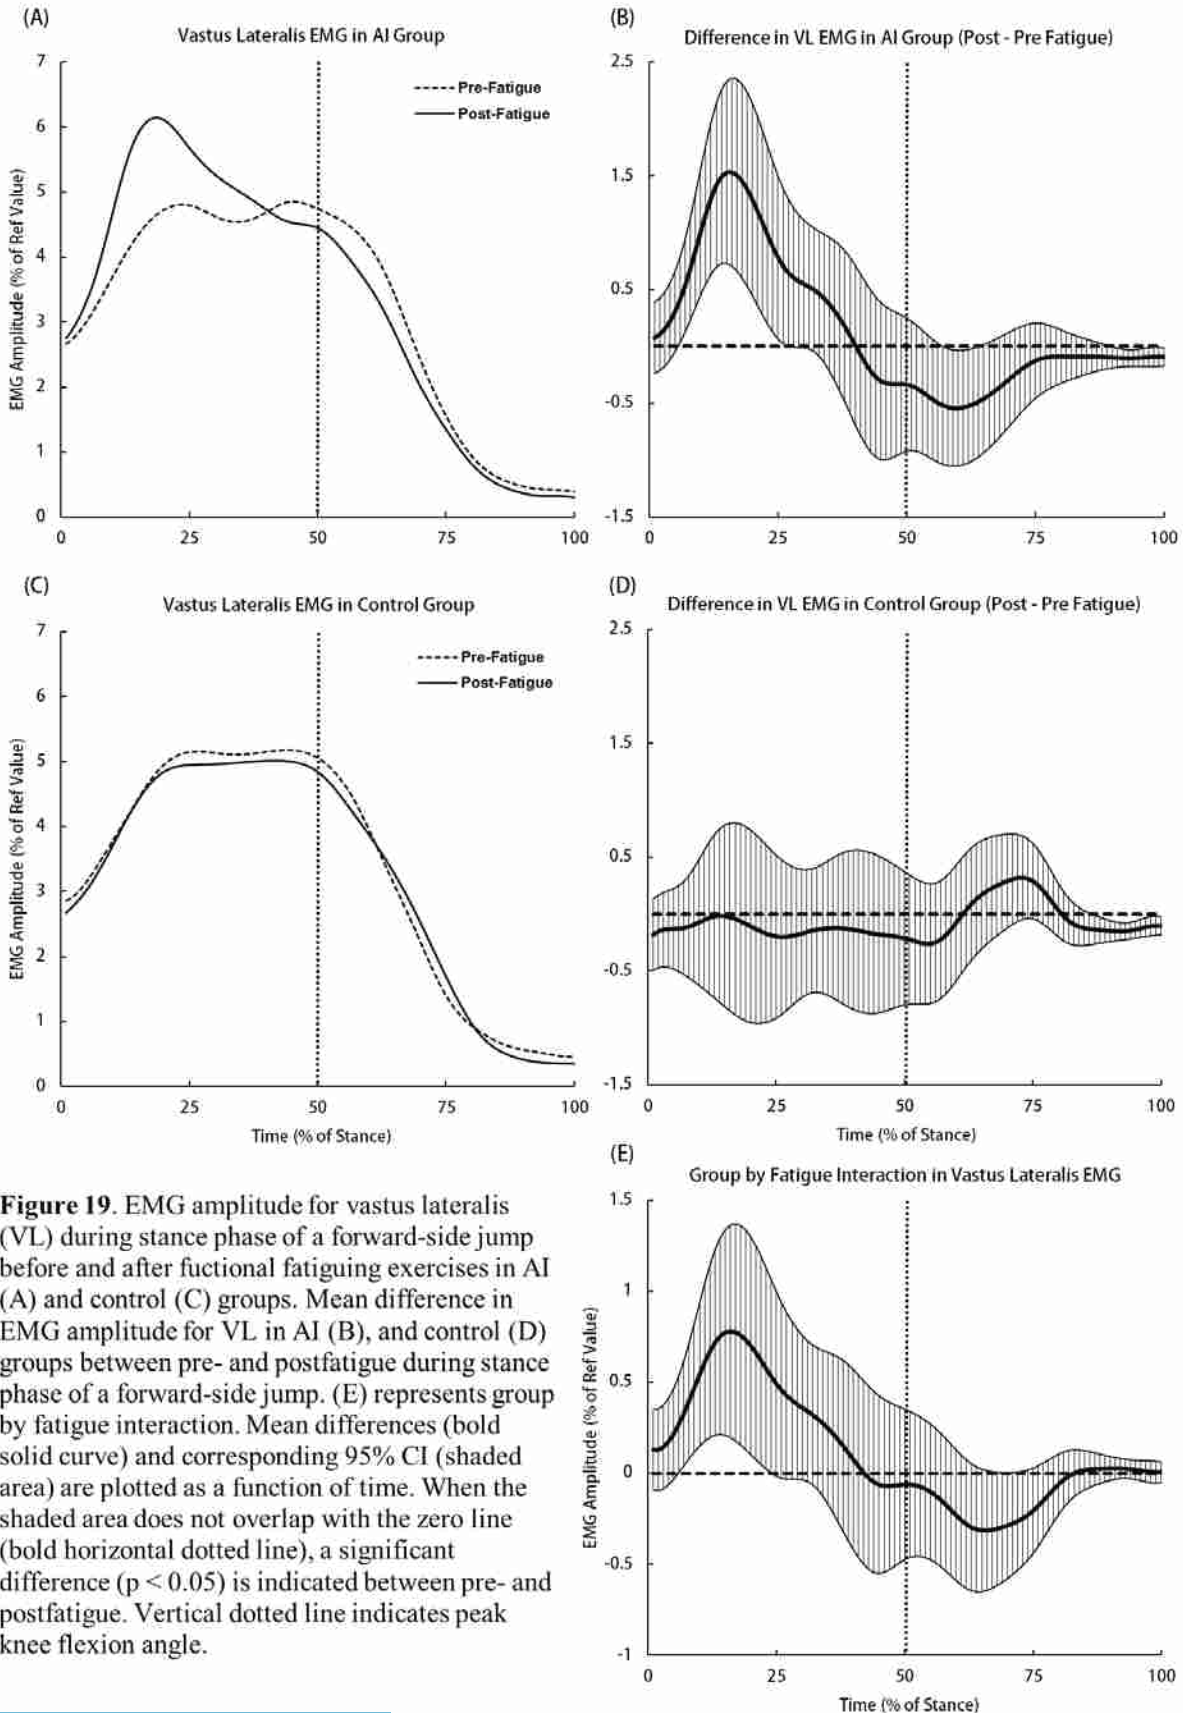 (A)
Vastus Lateralis EMG in AI Group
7
6
5
4
3
2
1
0
EMG Amplitude (% of Ref Value)
Pre-Fatigue
Post-Fatigue
0 25 50 75 100
(B)
Difference in VL EMG in AI Group (Post - Pre Fatigue)
2.5
1.5
0.5
-0.5
-1.5
0 25 50 75 100
(C)
Vastus Lateralis EMG in Control Group
7
6
5
4
3
2
1
0
EMG Amplitude (% of Ref Value)
Pre-Fatigue
Post-Fatigue
0 25 50 75 100
Time (% of Stance)
(D)
Difference in VL EMG in Control Group (Post - Pre Fatigue)
2.5
1.5
0.5
-0.5
-1.5
0 25 50 75 100
Time (% of Stance)
Figure 19. EMG amplitude for vastus lateralis
(VL) during stance phase of a forward-side jump
before and after fuctional fatiguing exercises in AI
(A) and control (C) groups. Mean difference in
EMG amplitude for VL in AI (B), and control (D)
groups between pre- and postfatigue during stance
phase of a forward-side jump. (E) represents group
by fatigue interaction. Mean differences (bold
solid curve) and corresponding 95% CI (shaded
area) are plotted as a function of time. When the
shaded area does not overlap with the zero line
(bold horizontal dotted line), a significant
difference (p < 0.05) is indicated between pre- and
postfatigue. Vertical dotted line indicates peak
knee flexion angle.
(E)
Group by Fatigue Interaction in Vastus Lateralis EMG
1.5
1
0.5
0
-0.5
-1
EMG Amplitude (% of Ref Value)
0 25 50 75 100
Time (% of Stance)